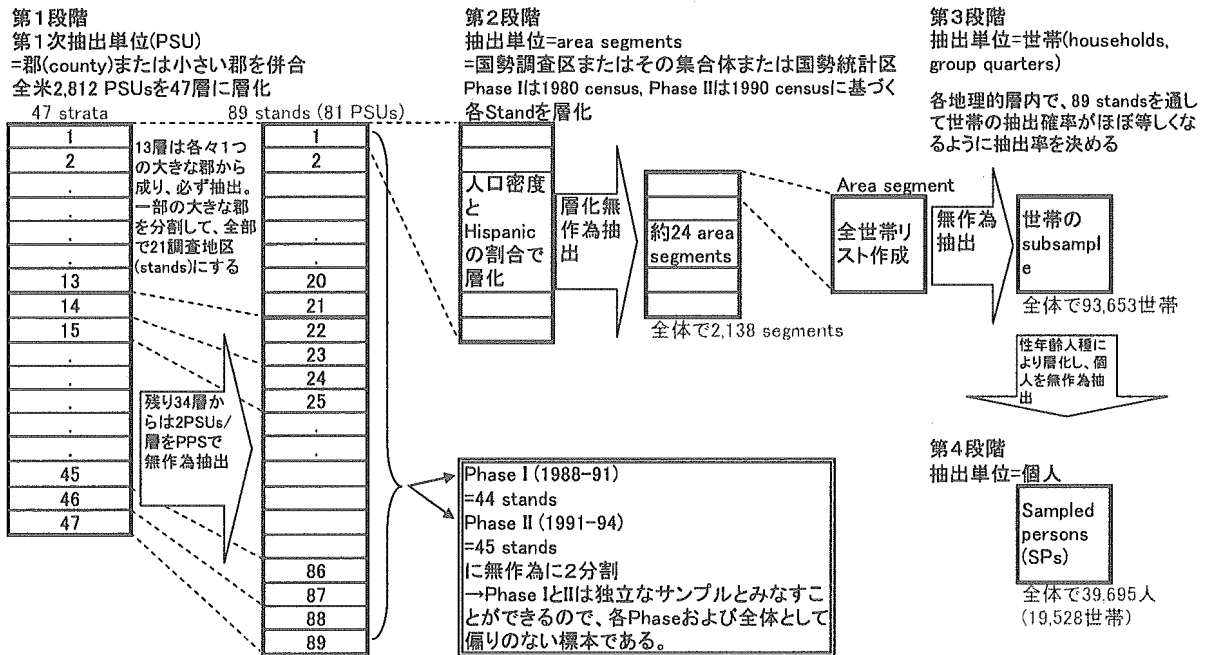 第1段階
第1次抽出単位(PSU)
=郡(county)または小さい郡を併合
全米2,812 PSUsを47層に層化
47 strata
1
2
.
.
.
.
13
14
15
.
.
.
.
.
45
46
47
13層は各々1つ
の大きな郡から
成り、必ず抽出。
一部の大きな郡
を分割して、全部
で21調査地区
(stands)にする
残り34層か
らは2PSUs/
層をPPSで
無作為抽出
89 stands (81 PSUs)
1
2
.
.
.
.
20
21
22
23
24
25
.
.
86
87
88
89
第2段階
抽出単位=area segments
=国勢調査区またはその集合体または国勢統計区
Phase Iは1980 census, Phase IIは1990 censusに基づく
各Standを層化
人口密度
と
Hispanic
の割合で
層化
層化無
作為抽
出
約24 area
segments
全体で2,138 segments
Area segment
全世帯リ
スト作成
無作為
抽出
第3段階
抽出単位=世帯(households,
group quarters)
各地理的層内で、89 standsを通し
て世帯の抽出確率がほぼ等しくな
るように抽出率を決める
世帯の
subsampl
e
全体で93,653世帯
性年齢人種に
より層化し、個
人を無作為抽
出
第4段階
抽出単位=個人
Sampled
persons
(SPs)
全体で39,695人
(19,528世帯)
Phase I (1988-91)
=44 stands
Phase II (1991-94)
=45 stands
に無作為に2分割
→Phase IとIIは独立なサンプルとみなすこ
とができるので、各Phaseおよび全体として
偏りのない標本である。